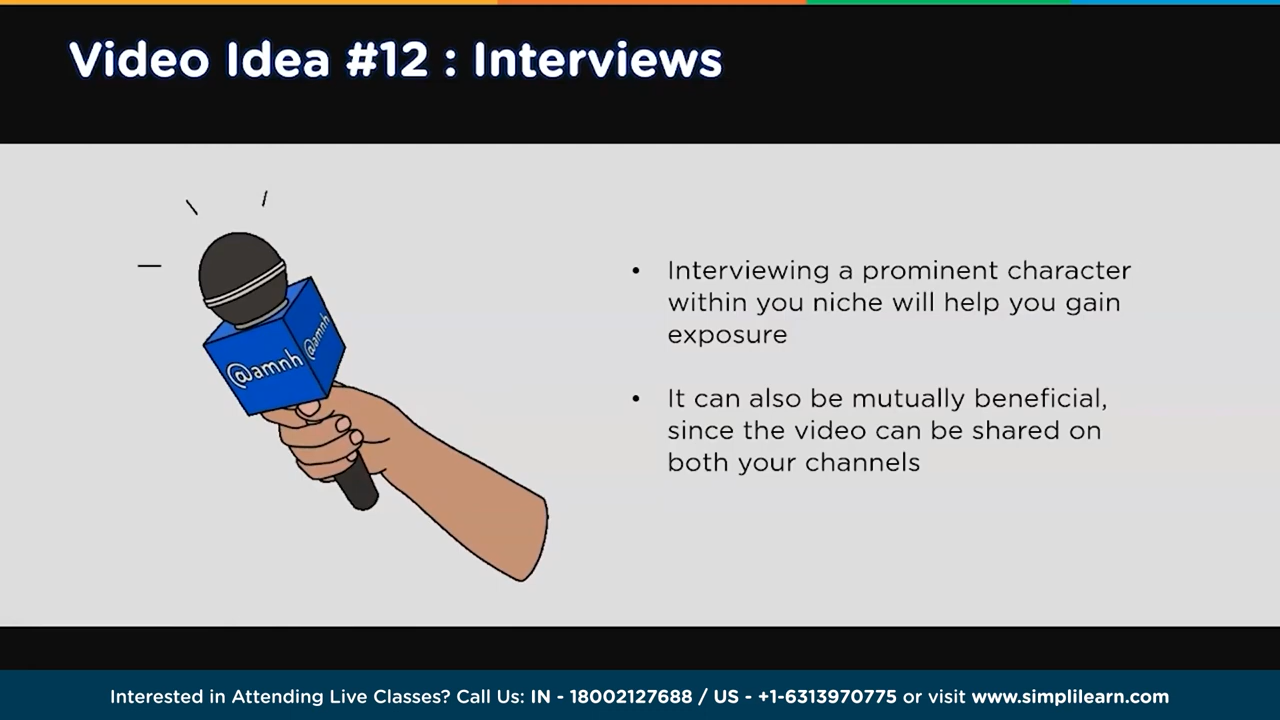 Video Idea #12 : Interviews
@amnh
@amnh
• Interviewing a prominent character
within you niche will help you gain
exposure
• It can also be mutually beneficial,
since the video can be shared on
both your channels
Interested in Attending Live Classes? Call Us: IN - 18002127688 / US - +1-6313970775 or visit www.simplilearn.com